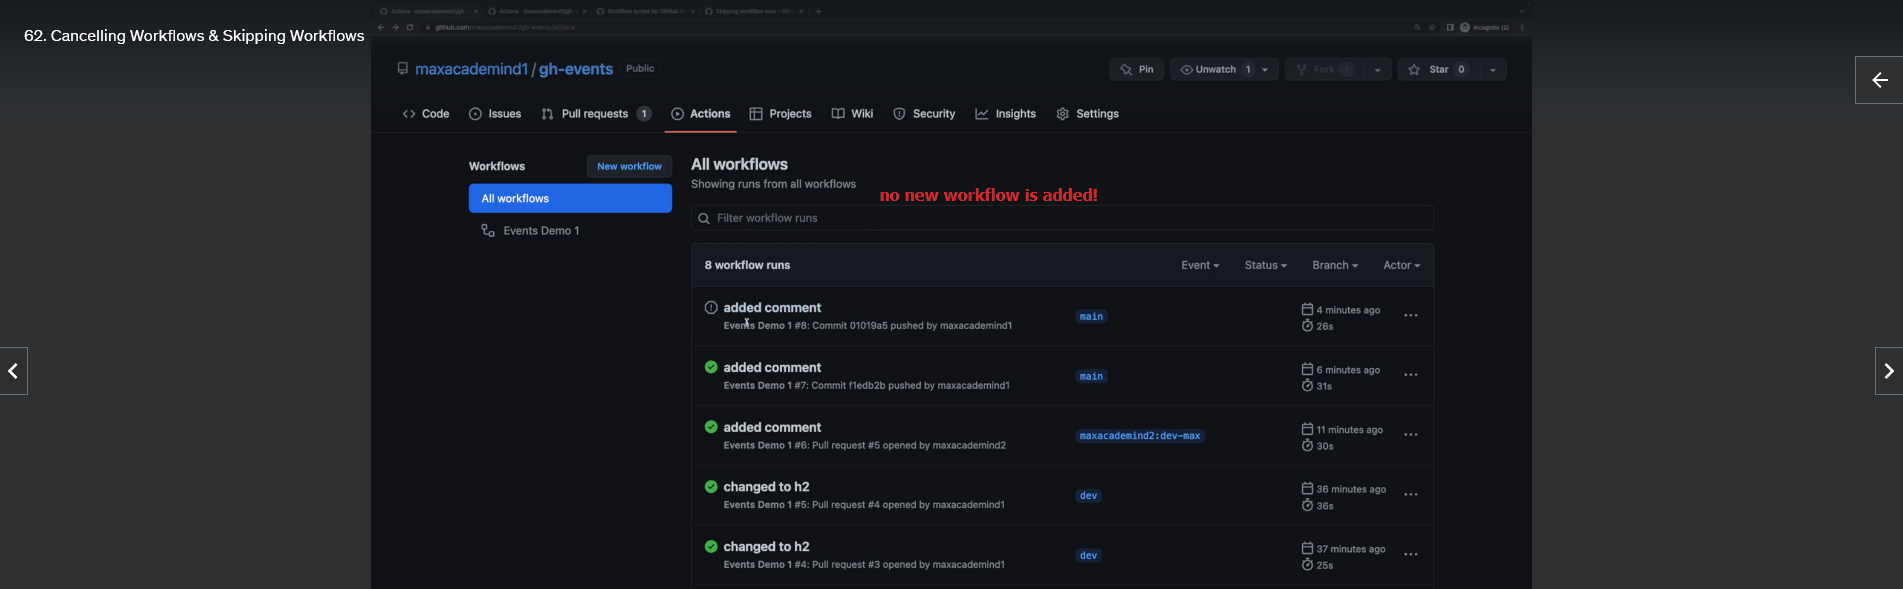 62. Cancelling Workflows & Skipping Workflows
github.com/maxacademind1/gh-events/actions
Incognito (2)
maxacademind1 / gh-events Public
Pin Unwatch 1 Fork 1 Star 0
Code Issues Pull requests 1 Actions Projects Wiki Security Insights Settings
Workflows
New workflow
All workflows
Events Demo 1
All workflows
Showing runs from all workflows
no new workflow is added!
Filter workflow runs
8 workflow runs Event Status Branch Actor
added comment
Events Demo 1 #8: Commit 01019a5 pushed by maxacademind1
main
4 minutes ago
26s
added comment
Events Demo 1 #7: Commit f1edb2b pushed by maxacademind1
main
6 minutes ago
31s
added comment
Events Demo 1 #6: Pull request #5 opened by maxacademind2
maxacademind2:dev-max
11 minutes ago
30s
changed to h2
Events Demo 1 #5: Pull request #4 opened by maxacademind1
dev
36 minutes ago
36s
changed to h2
Events Demo 1 #4: Pull request #3 opened by maxacademind1
dev
37 minutes ago
25s